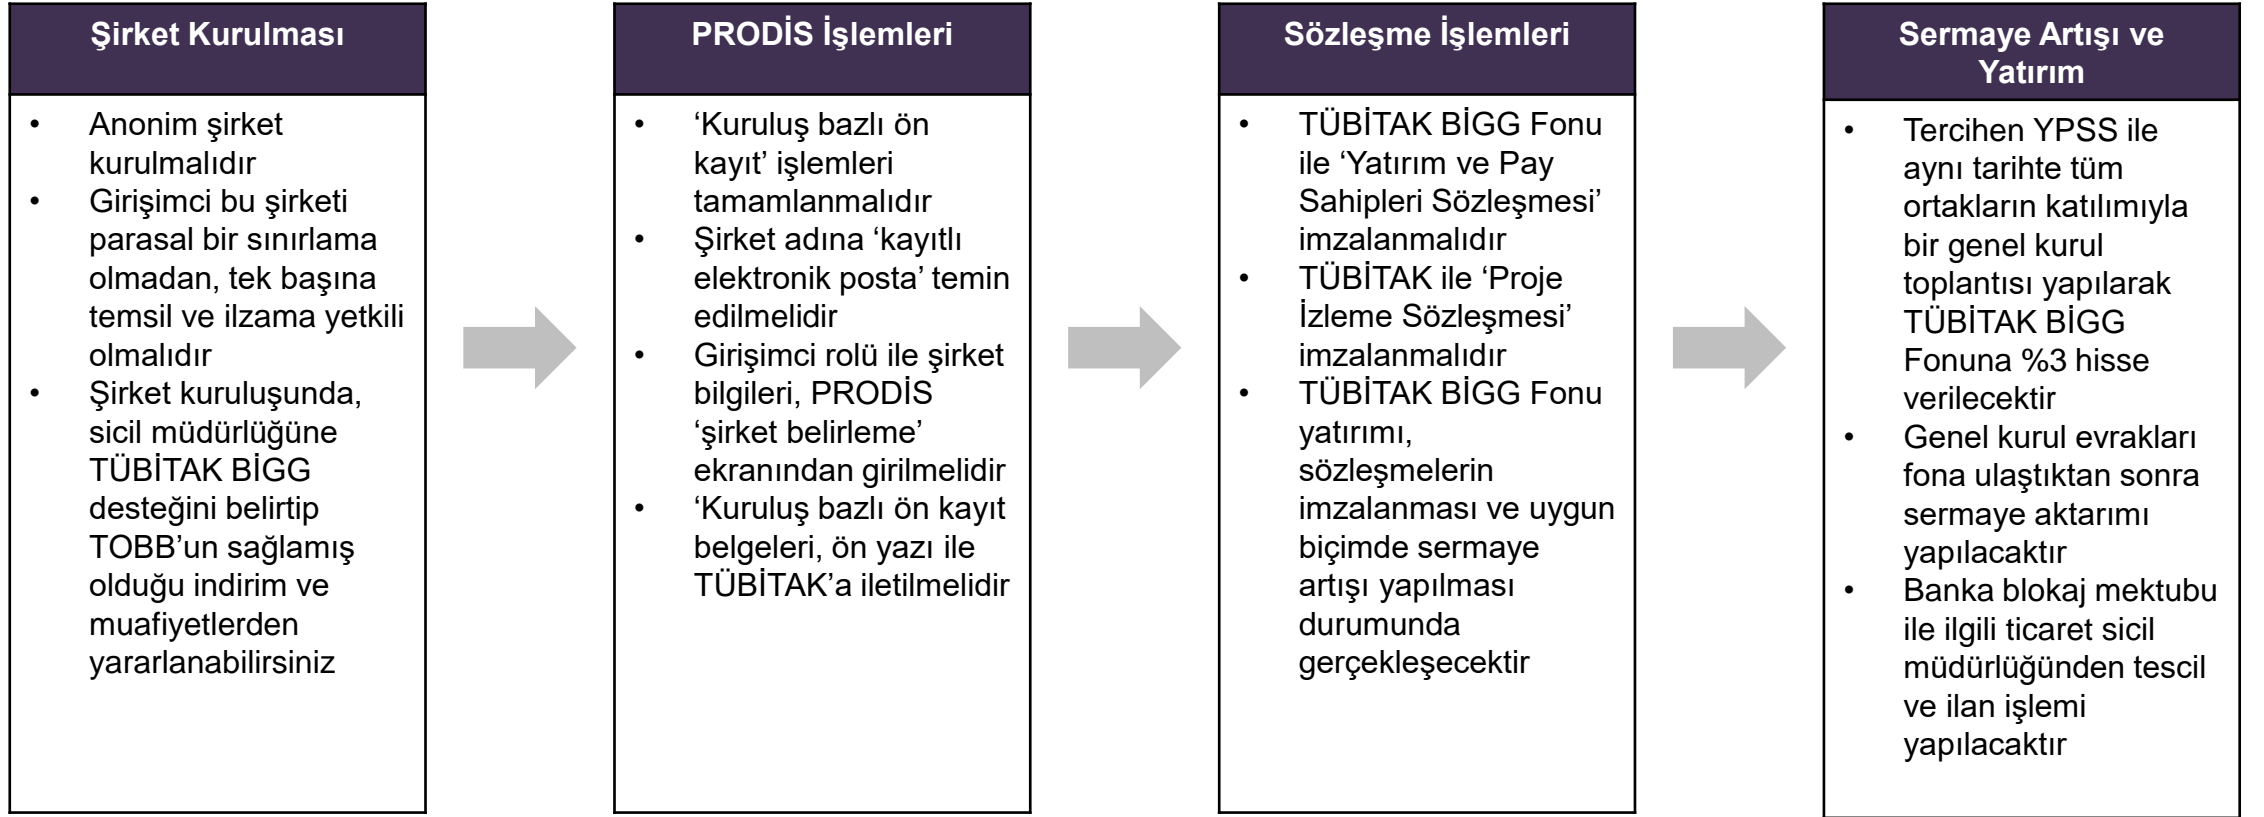 Şirket Kurulması
• Anonim şirket
kurulmalıdır
• Girişimci bu şirketi
parasal bir sınırlama
olmadan, tek başına
temsil ve ilzama yetkili
olmalıdır
• Şirket kuruluşunda,
sicil müdürlüğüne
TÜBİTAK BİGG
desteğini belirtip
TOBB’un sağlamış
olduğu indirim ve
muafiyetlerden
yararlanabilirsiniz
PRODİS İşlemleri
• ‘Kuruluş bazlı ön
kayıt’ işlemleri
tamamlanmalıdır
• Şirket adına ‘kayıtlı
elektronik posta’ temin
edilmelidir
• Girişimci rolü ile şirket
bilgileri, PRODİS
‘şirket belirleme’
ekranından girilmelidir
• ‘Kuruluş bazlı ön kayıt
belgeleri, ön yazı ile
TÜBİTAK’a iletilmelidir
Sözleşme İşlemleri
• TÜBİTAK BİGG Fonu
ile ‘Yatırım ve Pay
Sahipleri Sözleşmesi’
imzalanmalıdır
• TÜBİTAK ile ‘Proje
İzleme Sözleşmesi’
imzalanmalıdır
• TÜBİTAK BİGG Fonu
yatırımı,
sözleşmelerin
imzalanması ve uygun
biçimde sermaye
artışı yapılması
durumunda
gerçekleşecektir
Sermaye Artışı ve
Yatırım
• Tercihen YPSS ile
aynı tarihte tüm
ortakların katılımıyla
bir genel kurul
toplantısı yapılarak
TÜBİTAK BİGG
Fonuna %3 hisse
verilecektir
• Genel kurul evrakları
fona ulaştıktan sonra
sermaye aktarımı
yapılacaktır
• Banka blokaj mektubu
ile ilgili ticaret sicil
müdürlüğünden tescil
ve ilan işlemi
yapılacaktır